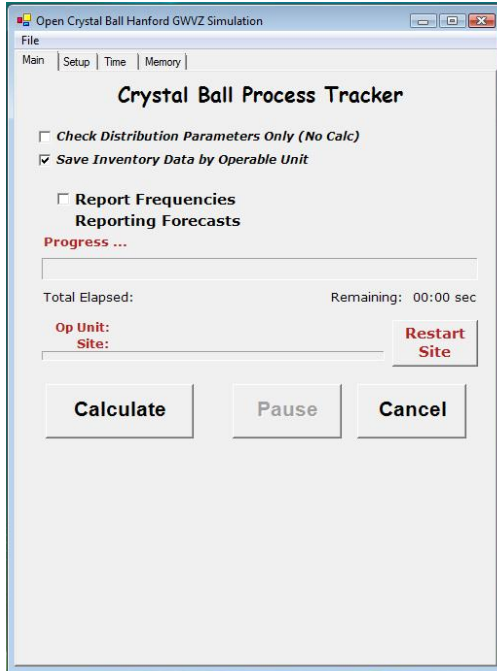 Open Crystal Ball Hanford GWVZ Simulation
File
Main Setup Time Memory
Crystal Ball Process Tracker
Check Distribution Parameters Only (No Calc)
Save Inventory Data by Operable Unit
Report Frequencies
Reporting Forecasts
Progress ...
Total Elapsed: Remaining: 00:00 sec
Op Unit:
Site:
Restart
Site
Calculate Pause Cancel